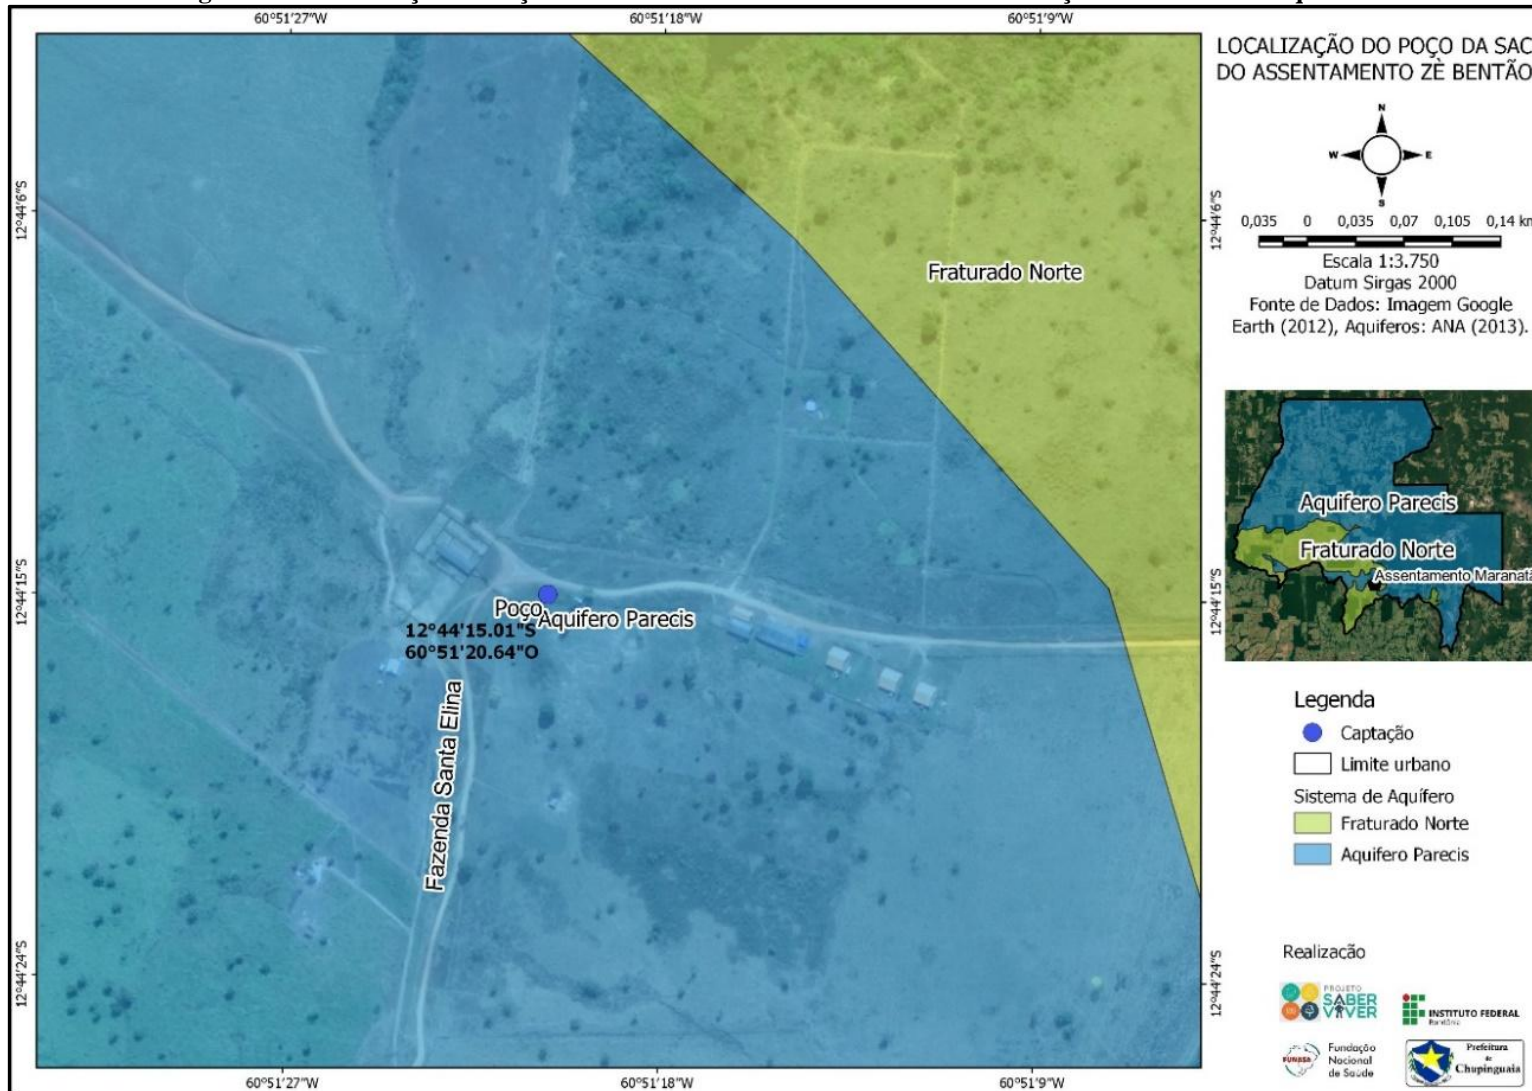 60°51'27"W
60°51'18"W
60°51'9"W
LOCALIZAÇÃO DO POÇO DA SAC
DO ASSENTAMENTO ZÈ BENTÃO
N
W
E
S
0,035 0 0,035 0,07 0,105 0,14 km
Escala 1:3.750
Datum Sirgas 2000
Fonte de Dados: Imagem Google
Earth (2012), Aquiferos: ANA (2013).
12°44'6"S
12°44'6"S
Fraturado Norte
Aquifero Parecis
Fraturado Norte
Assentamento Maranatã
12°44'15"S
12°44'15"S
Poço
Aquifero Parecis
12°44'15.01"S
60°51'20.64"O
Fazenda Santa Elina
Legenda
Captação
Limite urbano
Sistema de Aquífero
Fraturado Norte
Aquifero Parecis
12°44'24"S
12°44'24"S
Realização
PROJETO
SABER
VIVER
INSTITUTO FEDERAL
Rondônia
FUNASA
Fundação
Nacional
de Saúde
Prefeitura
de
Chupinguaia
60°51'27"W
60°51'18"W
60°51'9"W